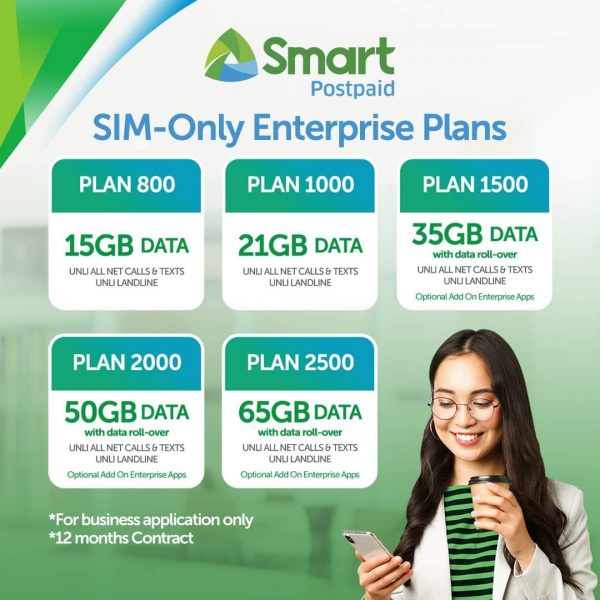 Smart
Postpaid
SIM-Only Enterprise Plans
PLAN 800
15GB DATA
UNLI ALL NET CALLS & TEXTS
UNLI LANDLINE
PLAN 1000
21GB DATA
UNLI ALL NET CALLS & TEXTS
UNLI LANDLINE
PLAN 1500
35GB DATA
with data roll-over
UNLI ALL NET CALLS & TEXTS
UNLI LANDLINE
Optional Add On Enterprise Apps
PLAN 2000
50GB DATA
with data roll-over
UNLI ALL NET CALLS & TEXTS
UNLI LANDLINE
Optional Add On Enterprise Apps
PLAN 2500
65GB DATA
with data roll-over
UNLI ALL NET CALLS & TEXTS
UNLI LANDLINE
Optional Add On Enterprise Apps
*For business application only
*12 months Contract